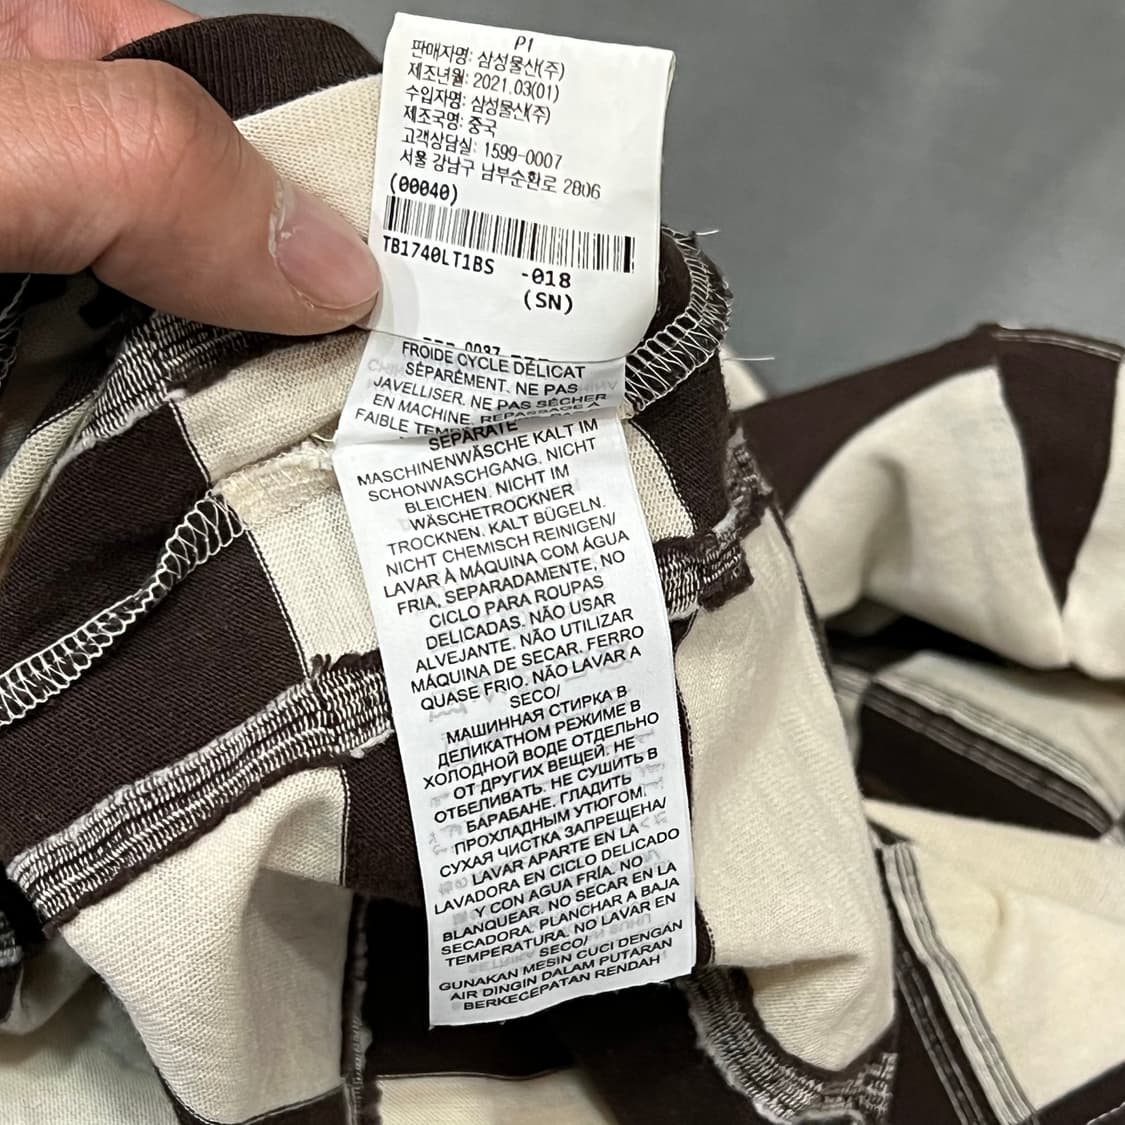 P1
판매자명: 삼성물산(주)
제조년월: 2021.03(01)
수입자명: 삼성물산(주)
제조국명: 중국
고객상담실: 1599-0007
서울 강남구 남부순환로 2806
(00040)
TB1740LT1BS -018
(SN)
FROIDE CYCLE DÉLICAT
SÉPARÉMENT. NE PAS
JAVELLISER. NE PAS SÉCHER
EN MACHINE. REPASSAGE À
FAIBLE
SEPARATE
MASCHINENWÄSCHE KALT IM
SCHONWASCHGANG. NICHT
BLEICHEN. NICHT IM
WÄSCHETROCKNER
TROCKNEN. KALT BÜGELN.
NICHT CHEMISCH REINIGEN/
LAVAR À MÁQUINA COM ÁGUA
FRIA, SEPARADAMENTE, NO
CICLO PARA ROUPAS
DELICADAS. NÃO USAR
ALVEJANTE. NÃO UTILIZAR
MÁQUINA DE SECAR. FERRO
QUASE FRIO. NÃO LAVAR A
SECO/
МАШИННАЯ СТИРКА В
ДЕЛИКАТНОМ РЕЖИМЕ В
ХОЛОДНОЙ ВОДЕ ОТДЕЛЬНО
ОТ ДРУГИХ ВЕЩЕЙ. НЕ
ОТБЕЛИВАТЬ. НЕ СУШИТЬ В
БАРАБАНЕ. ГЛАДИТЬ
ПРОХЛАДНЫМ УТЮГОМ.
СУХАЯ ЧИСТКА ЗАПРЕЩЕНА/
LAVAR APARTE EN LA
LAVADORA EN CICLO DELICADO
Y CON AGUA FRÍA. NO
BLANQUEAR. NO SECAR EN LA
SECADORA. PLANCHAR A BAJA
TEMPERATURA. NO LAVAR EN
SECO/
GUNAKAN MESIN CUCI DENGAN
AIR DINGIN DALAM PUTARAN
BERKECEPATAN RENDAH